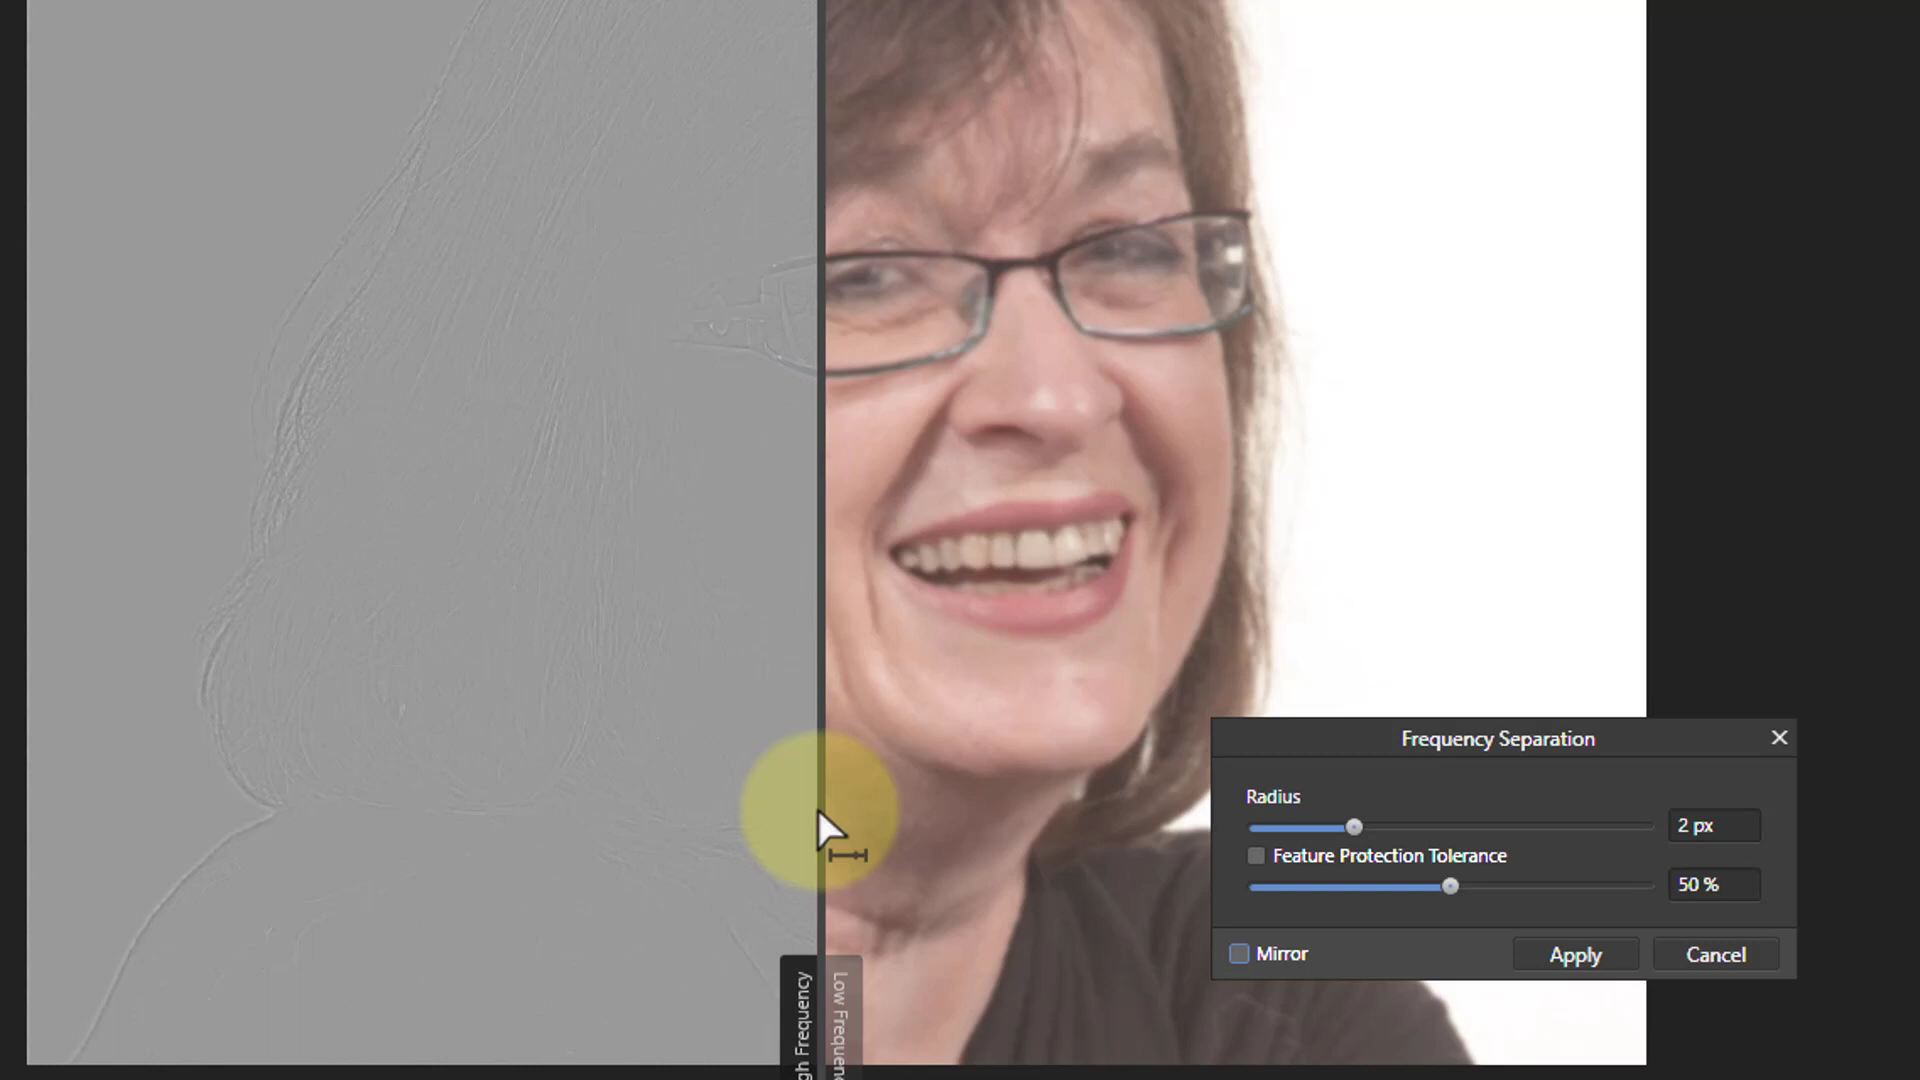 Frequency Separation
Radius
2 px
Feature Protection Tolerance
50 %
Mirror
Apply
Cancel
gh Frequency
Low Frequen